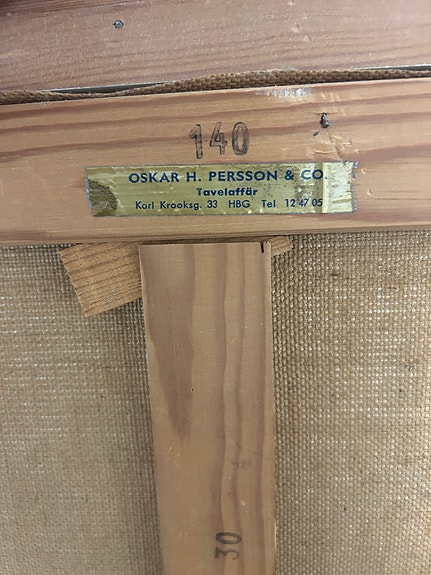 140
OSKAR H. PERSSON & CO.
Tavelaffär
Karl Krooksg. 33 HBG Tel. 12 47 05
30